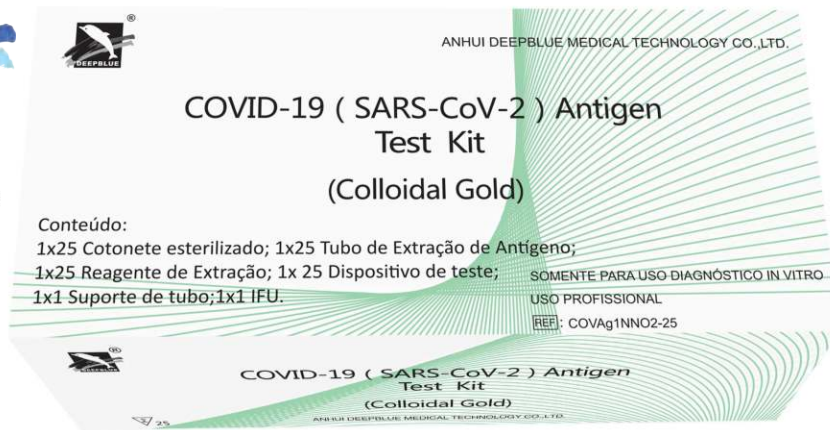 DEEPBLUE
®
ANHUI DEEPBLUE MEDICAL TECHNOLOGY CO.,LTD.
COVID-19 ( SARS-CoV-2 ) Antigen
Test Kit
(Colloidal Gold)
Conteúdo:
1x25 Cotonete esterilizado; 1x25 Tubo de Extração de Antígeno;
1x25 Reagente de Extração; 1x 25 Dispositivo de teste;
1x1 Suporte de tubo;1x1 IFU.
SOMENTE PARA USO DIAGNÓSTICO IN VITRO
USO PROFISSIONAL
REF: COVAg1NNO2-25
DEEPBLUE
®
COVID-19 ( SARS-CoV-2 ) Antigen
Test Kit
(Colloidal Gold)
ANHUI DEEPBLUE MEDICAL TECHNOLOGY CO.,LTD.
25